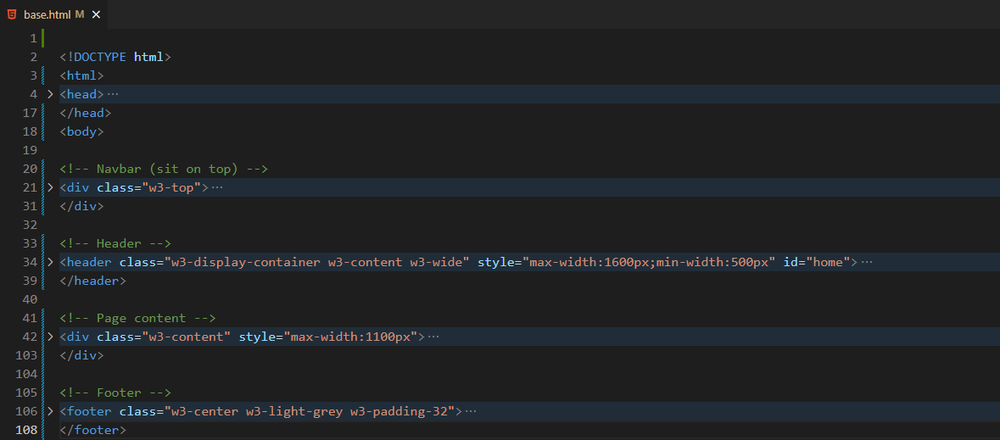 base.html M ×
1
2 <!DOCTYPE html>
3 <html>
4 > <head>···
17 </head>
18 <body>
19
20 <!-- Navbar (sit on top) -->
21 > <div class="w3-top">···
31 </div>
32
33 <!-- Header -->
34 > <header class="w3-display-container w3-content w3-wide" style="max-width:1600px;min-width:500px" id="home">···
39 </header>
40
41 <!-- Page content -->
42 > <div class="w3-content" style="max-width:1100px">···
103 </div>
104
105 <!-- Footer -->
106 > <footer class="w3-center w3-light-grey w3-padding-32">···
108 </footer>